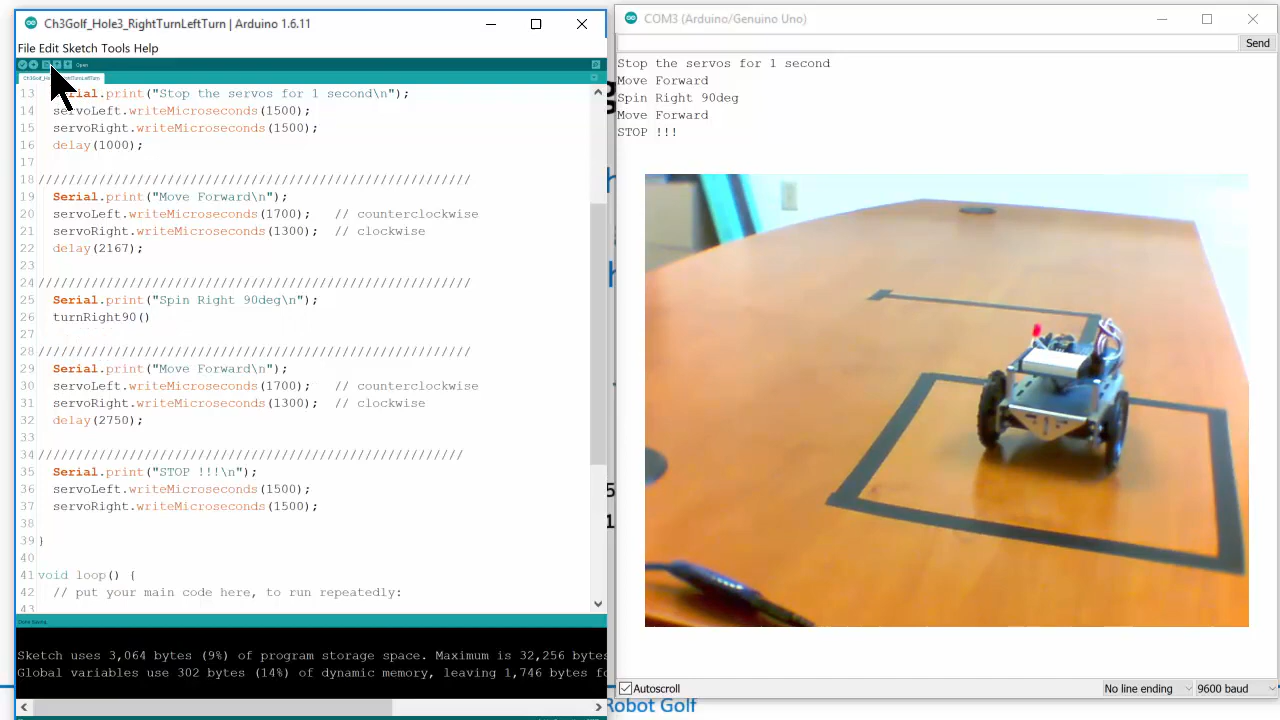 Ch3Golf_Hole3_RightTurnLeftTurn | Arduino 1.6.11
File Edit Sketch Tools Help
Open
13 Serial.print("Stop the servos for 1 second\n");
14 servoLeft.writeMicroseconds(1500);
15 servoRight.writeMicroseconds(1500);
16 delay(1000);
17
18 /////////////////////////////////////////////////////////
19 Serial.print("Move Forward\n");
20 servoLeft.writeMicroseconds(1700); // counterclockwise
21 servoRight.writeMicroseconds(1300); // clockwise
22 delay(2167);
23
24 /////////////////////////////////////////////////////////
25 Serial.print("Spin Right 90deg\n");
26 turnRight90()
27
28 /////////////////////////////////////////////////////////
29 Serial.print("Move Forward\n");
30 servoLeft.writeMicroseconds(1700); // counterclockwise
31 servoRight.writeMicroseconds(1300); // clockwise
32 delay(2750);
33
34 ////////////////////////////////////////////////////////
35 Serial.print("STOP !!!\n");
36 servoLeft.writeMicroseconds(1500);
37 servoRight.writeMicroseconds(1500);
38
39 }
40
41 void loop() {
42 // put your main code here, to run repeatedly:
43
Done Saving.
Sketch uses 3,064 bytes (9%) of program storage space. Maximum is 32,256 bytes
Global variables use 302 bytes (14%) of dynamic memory, leaving 1,746 bytes fo
COM3 (Arduino/Genuino Uno)
Send
Stop the servos for 1 second
Move Forward
Spin Right 90deg
Move Forward
STOP !!!
Autoscroll
No line ending
9600 baud
Robot Golf